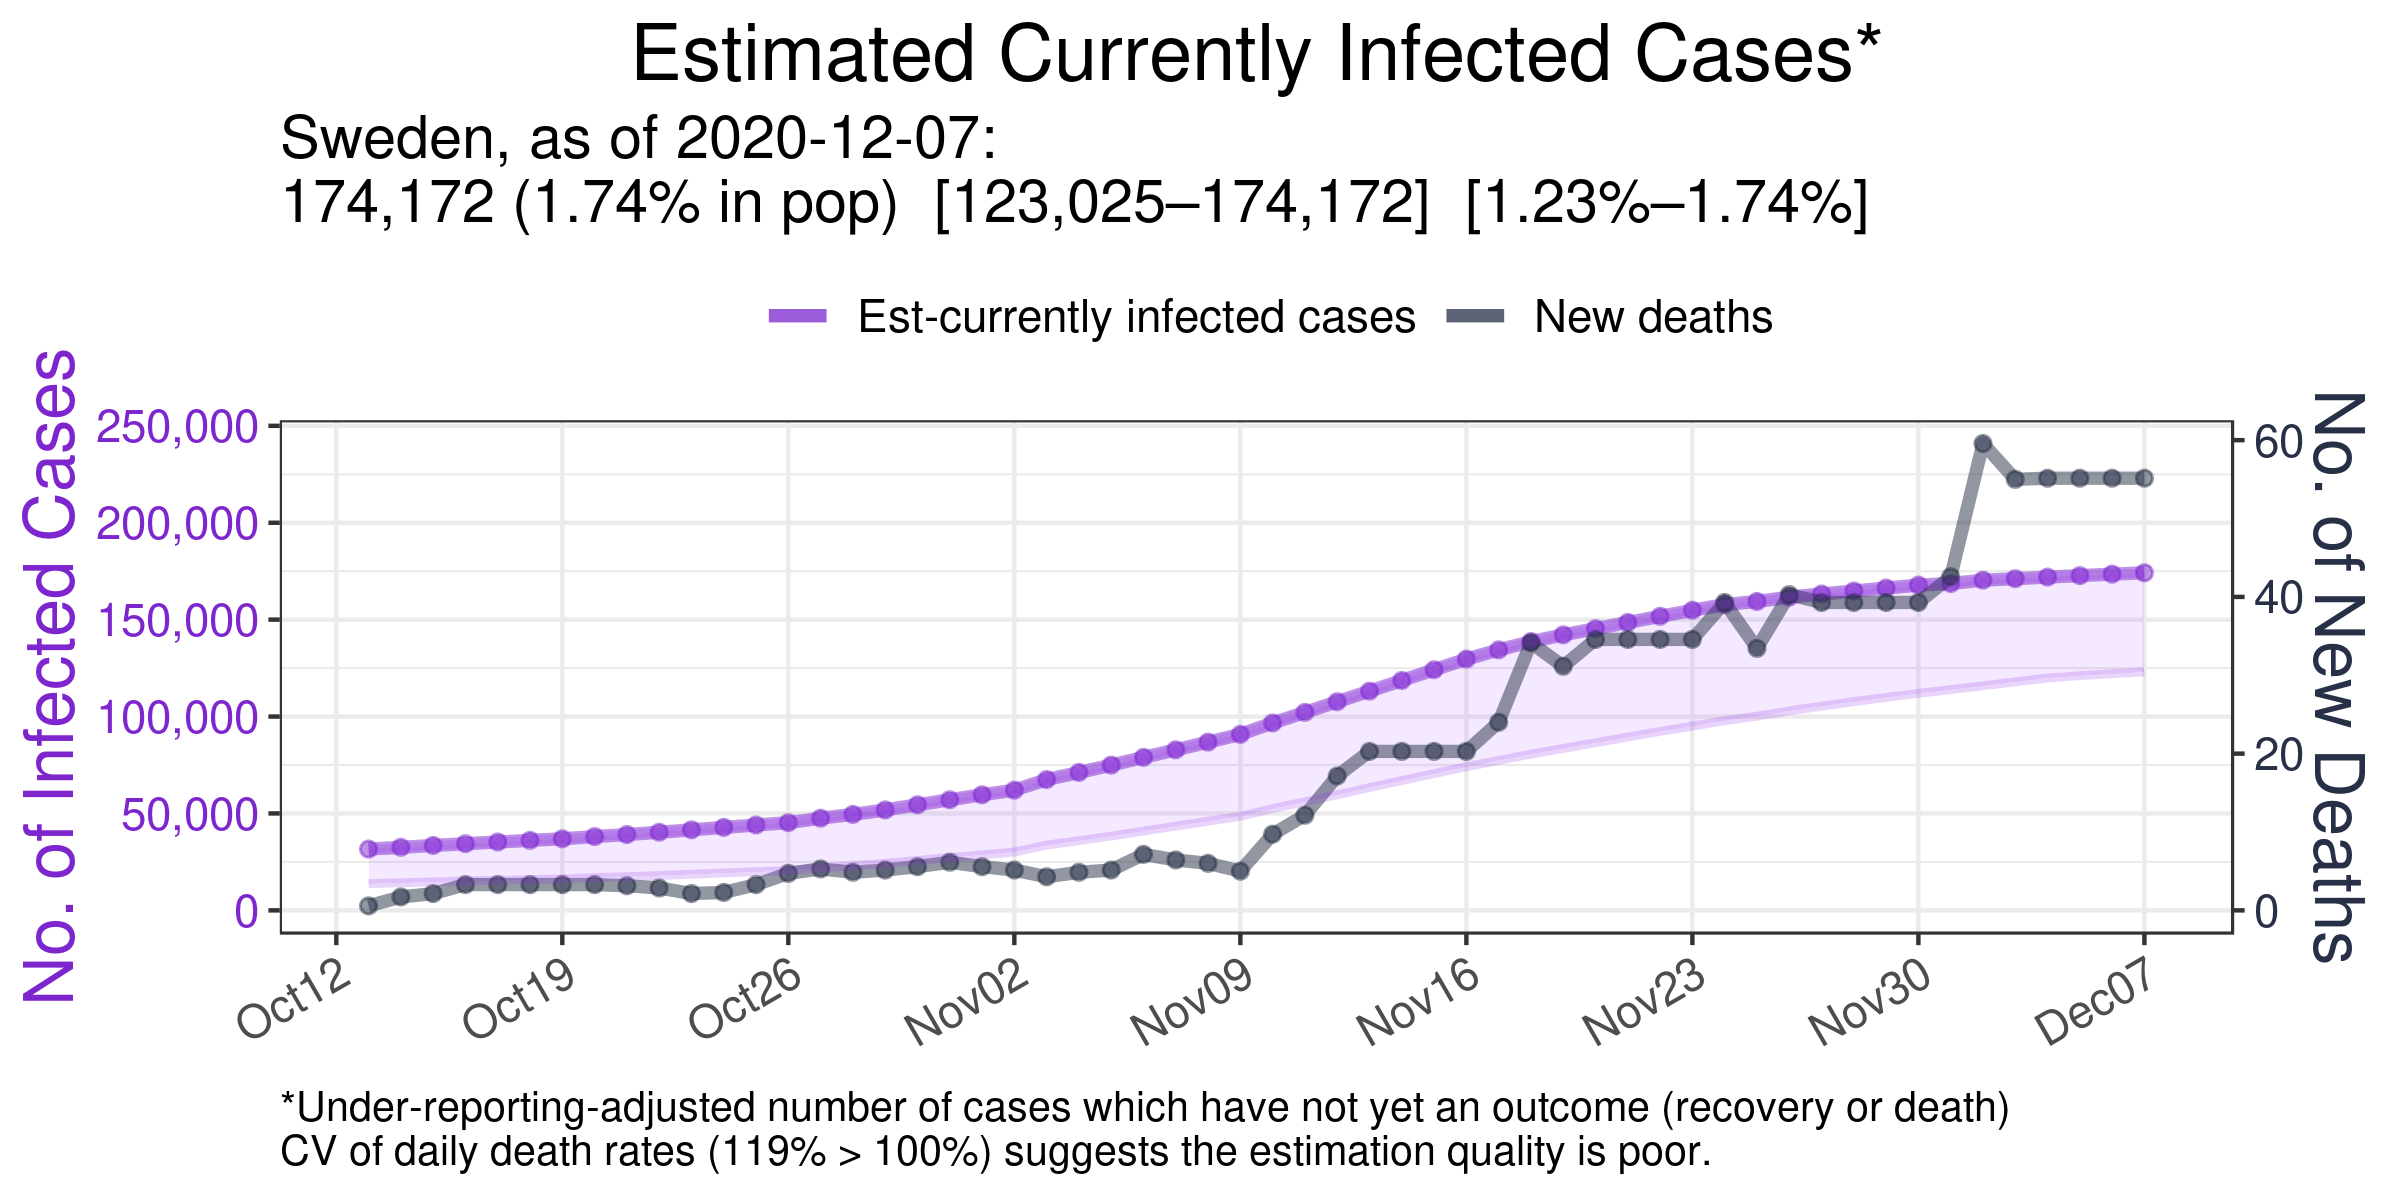 Estimated Currently Infected Cases*
Sweden, as of 2020-12-07:
174,172 (1.74% in pop) [123,025–174,172] [1.23%–1.74%]
Est-currently infected cases
New deaths
No. of Infected Cases
250,000
200,000
150,000
100,000
50,000
0
60
40
20
0
No. of New Deaths
Oct12
Oct19
Oct26
Nov02
Nov09
Nov16
Nov23
Nov30
Dec07
*Under-reporting-adjusted number of cases which have not yet an outcome (recovery or death)
CV of daily death rates (119% > 100%) suggests the estimation quality is poor.